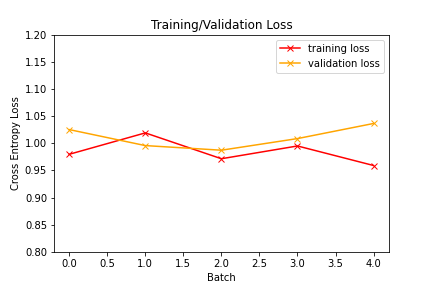 Training/Validation Loss
training loss
validation loss
Cross Entropy Loss
1.20
1.15
1.10
1.05
1.00
0.95
0.90
0.85
0.80
0.0 0.5 1.0 1.5 2.0 2.5 3.0 3.5 4.0
Batch